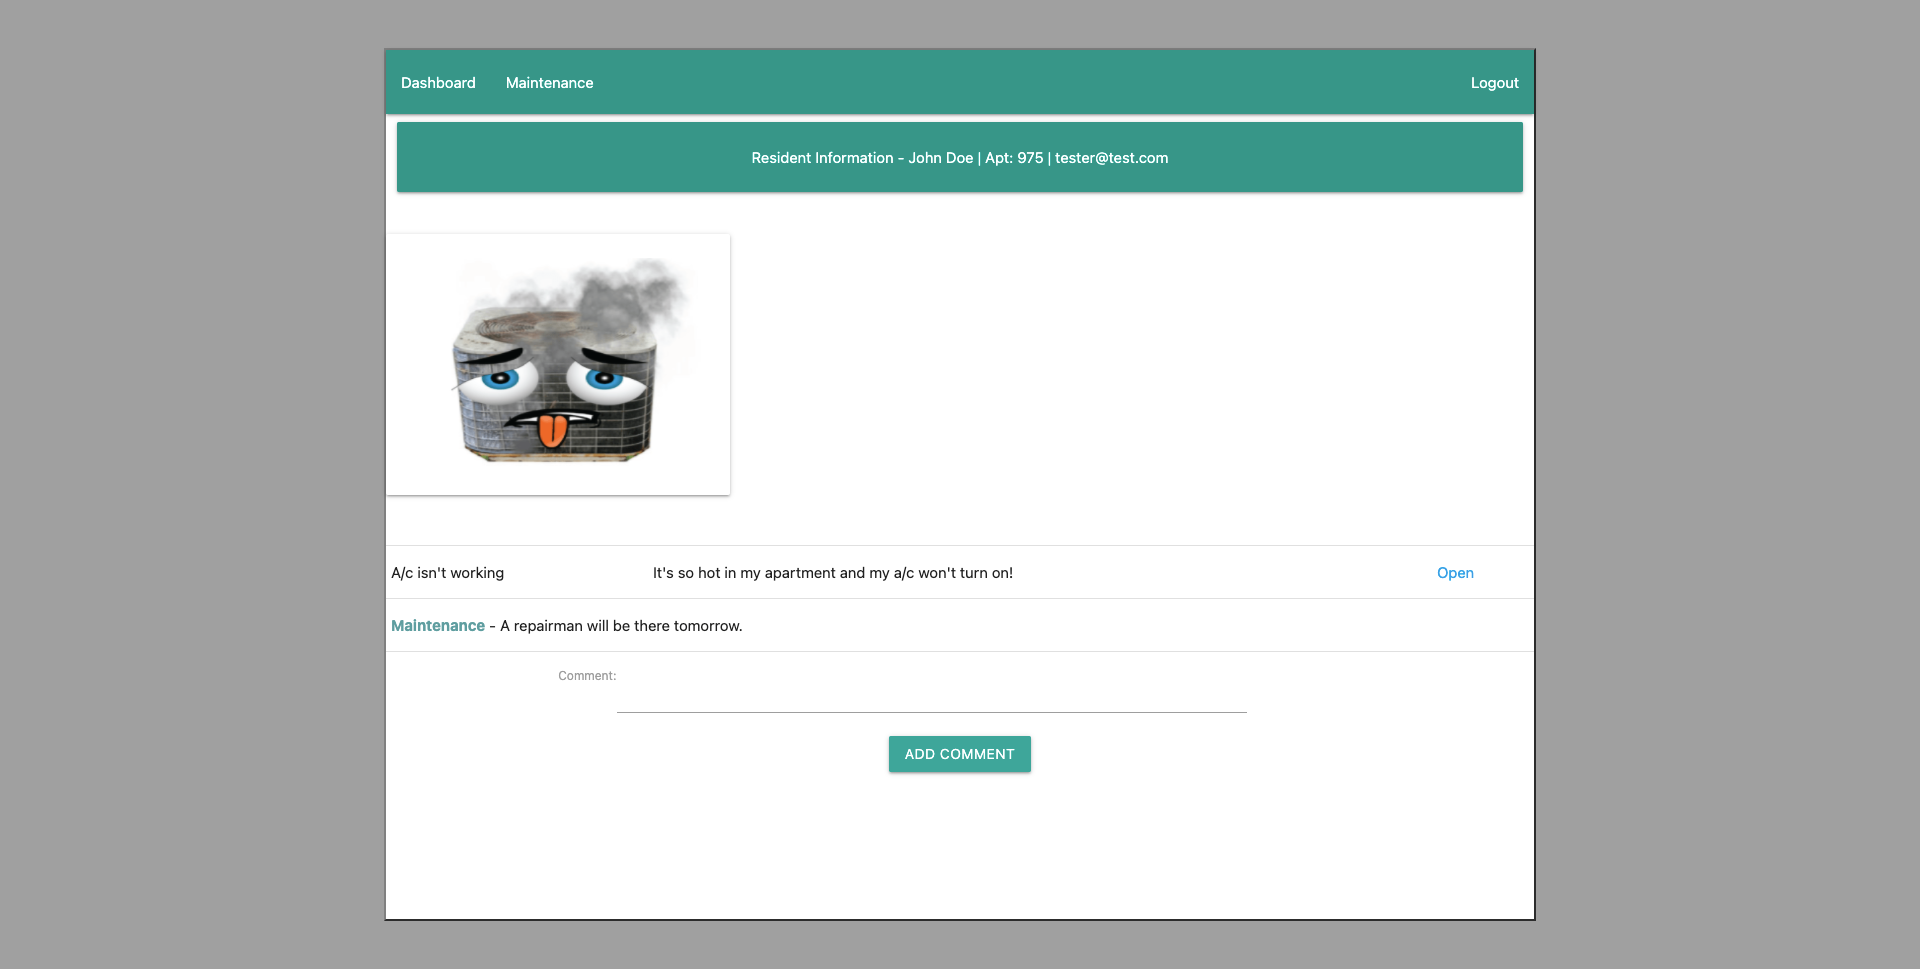 Dashboard Maintenance Logout
Resident Information - John Doe | Apt: 975 | tester@test.com
A/c isn't working It's so hot in my apartment and my a/c won't turn on! Open
Maintenance - A repairman will be there tomorrow.
Comment:
ADD COMMENT